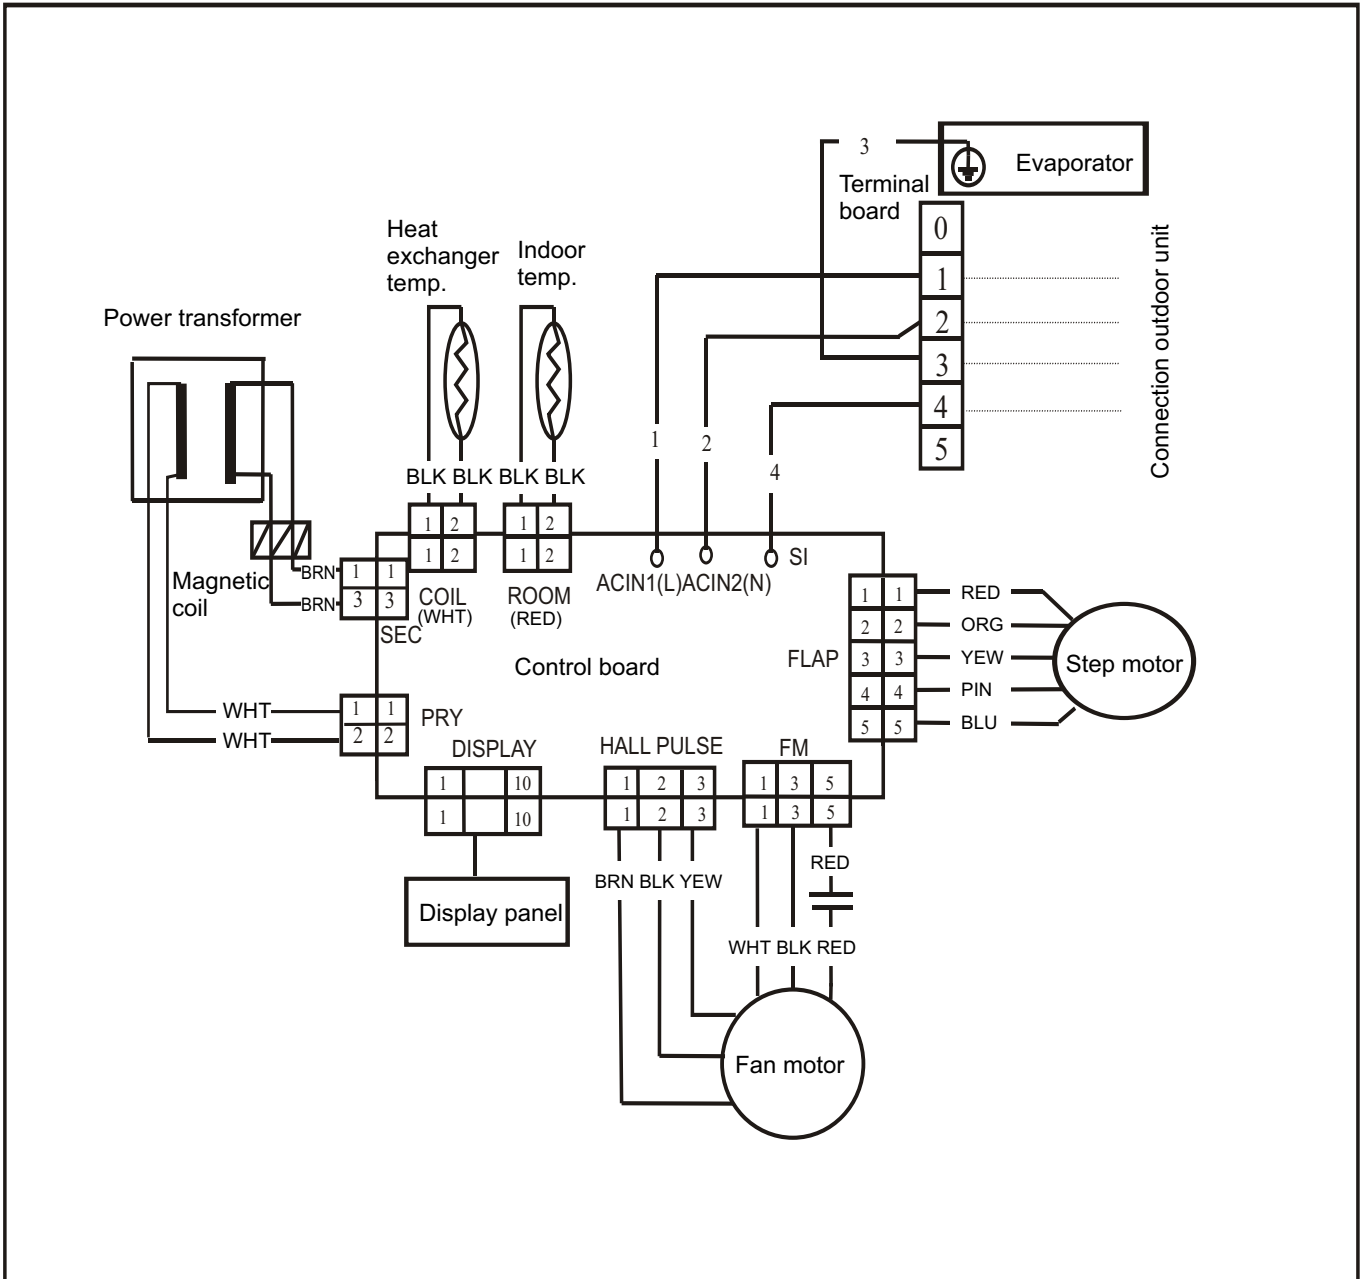 3
Evaporator
Terminal
board
0
1
2
3
4
5
Connection outdoor unit
Heat
exchanger
temp.
Indoor
temp.
Power transformer
1
2
4
BLK BLK BLK BLK
1 2
1 2
1 2
1 2
COIL
(WHT)
ROOM
(RED)
ACIN1(L)ACIN2(N)
SI
Magnetic
coil
BRN
BRN
1 1
3 3
SEC
Control board
FLAP
1 1
2 2
3 3
4 4
5 5
RED
ORG
YEW
PIN
BLU
Step motor
WHT
WHT
1 1
2 2
PRY
DISPLAY
1 10
1 10
Display panel
HALL PULSE
1 2 3
1 2 3
BRN BLK YEW
FM
1 3 5
1 3 5
RED
WHT BLK RED
Fan motor